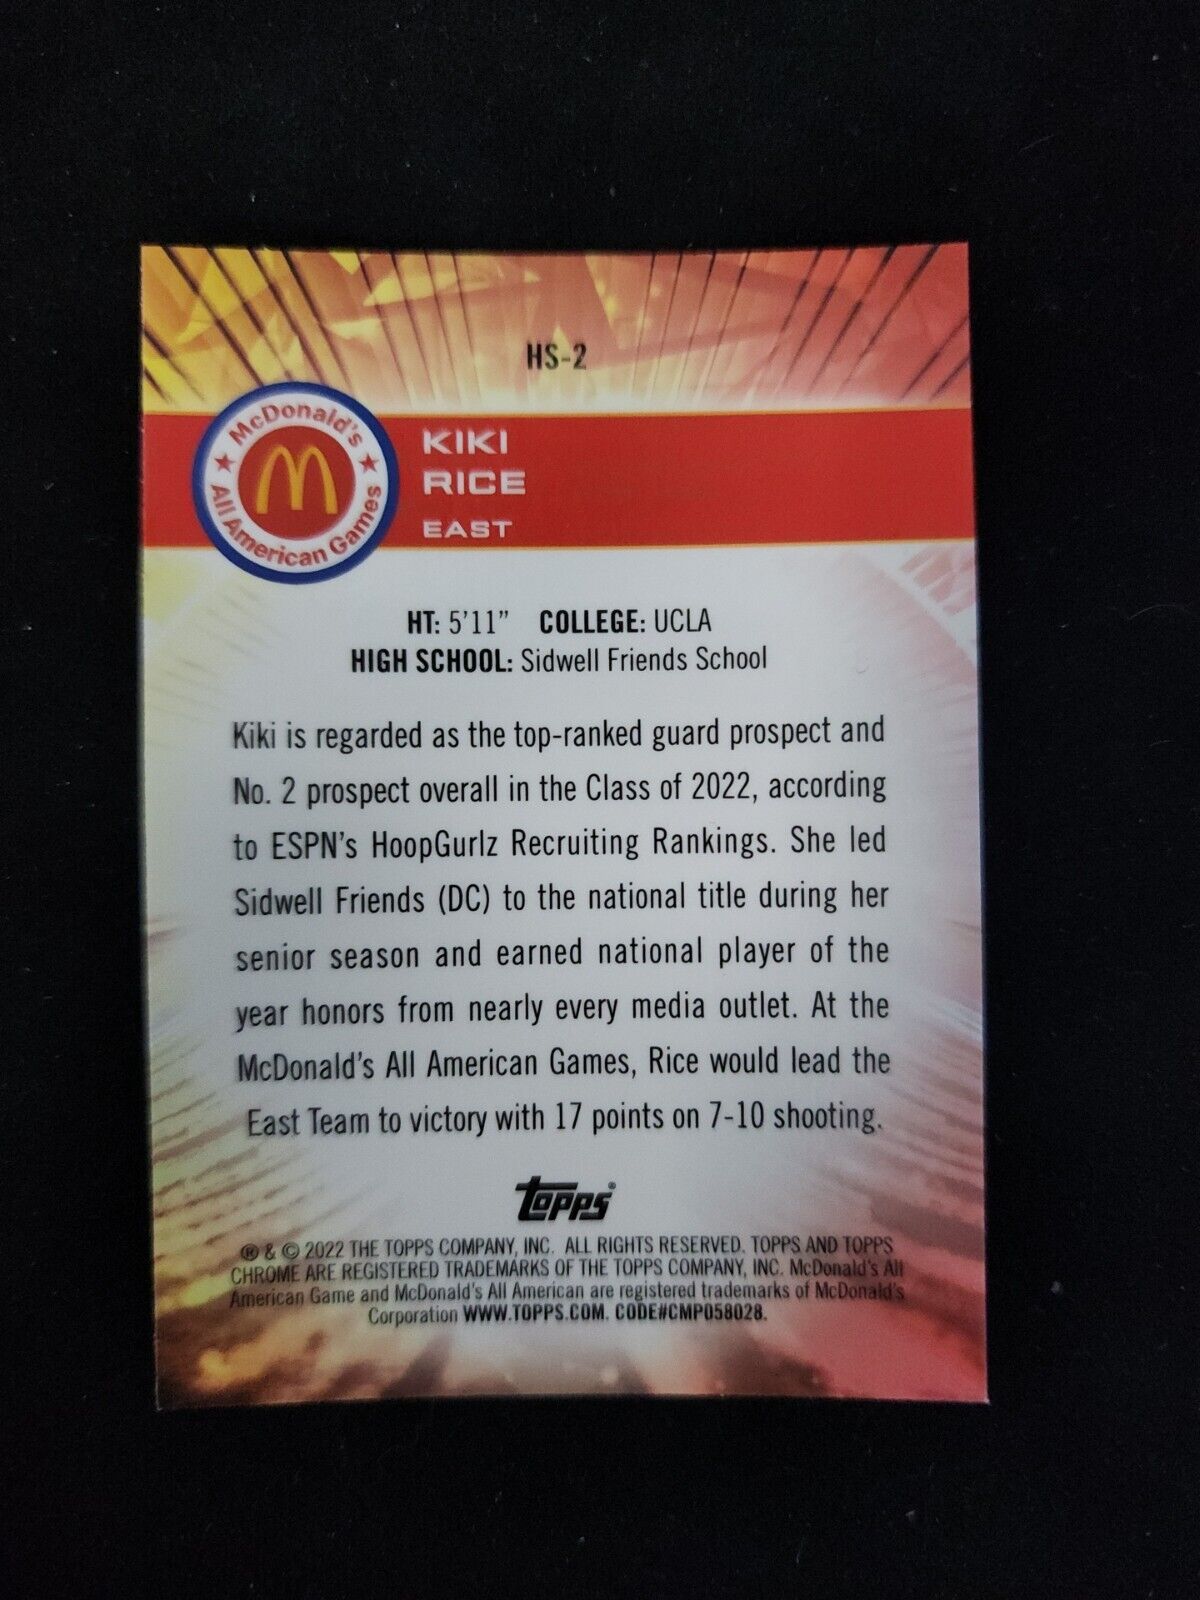 HS-2
McDonald's
All American Games
KIKI
RICE
EAST
HT: 5'11" COLLEGE: UCLA
HIGH SCHOOL: Sidwell Friends School
Kiki is regarded as the top-ranked guard prospect and
No. 2 prospect overall in the Class of 2022, according
to ESPN's HoopGurlz Recruiting Rankings. She led
Sidwell Friends (DC) to the national title during her
senior season and earned national player of the
year honors from nearly every media outlet. At the
McDonald's All American Games, Rice would lead the
East Team to victory with 17 points on 7-10 shooting.
topps®
® & © 2022 THE TOPPS COMPANY, INC. ALL RIGHTS RESERVED. TOPPS AND TOPPS
CHROME ARE REGISTERED TRADEMARKS OF THE TOPPS COMPANY, INC. McDonald's All
American Game and McDonald's All American are registered trademarks of McDonald's
Corporation WWW.TOPPS.COM. CODE#CMP058028.